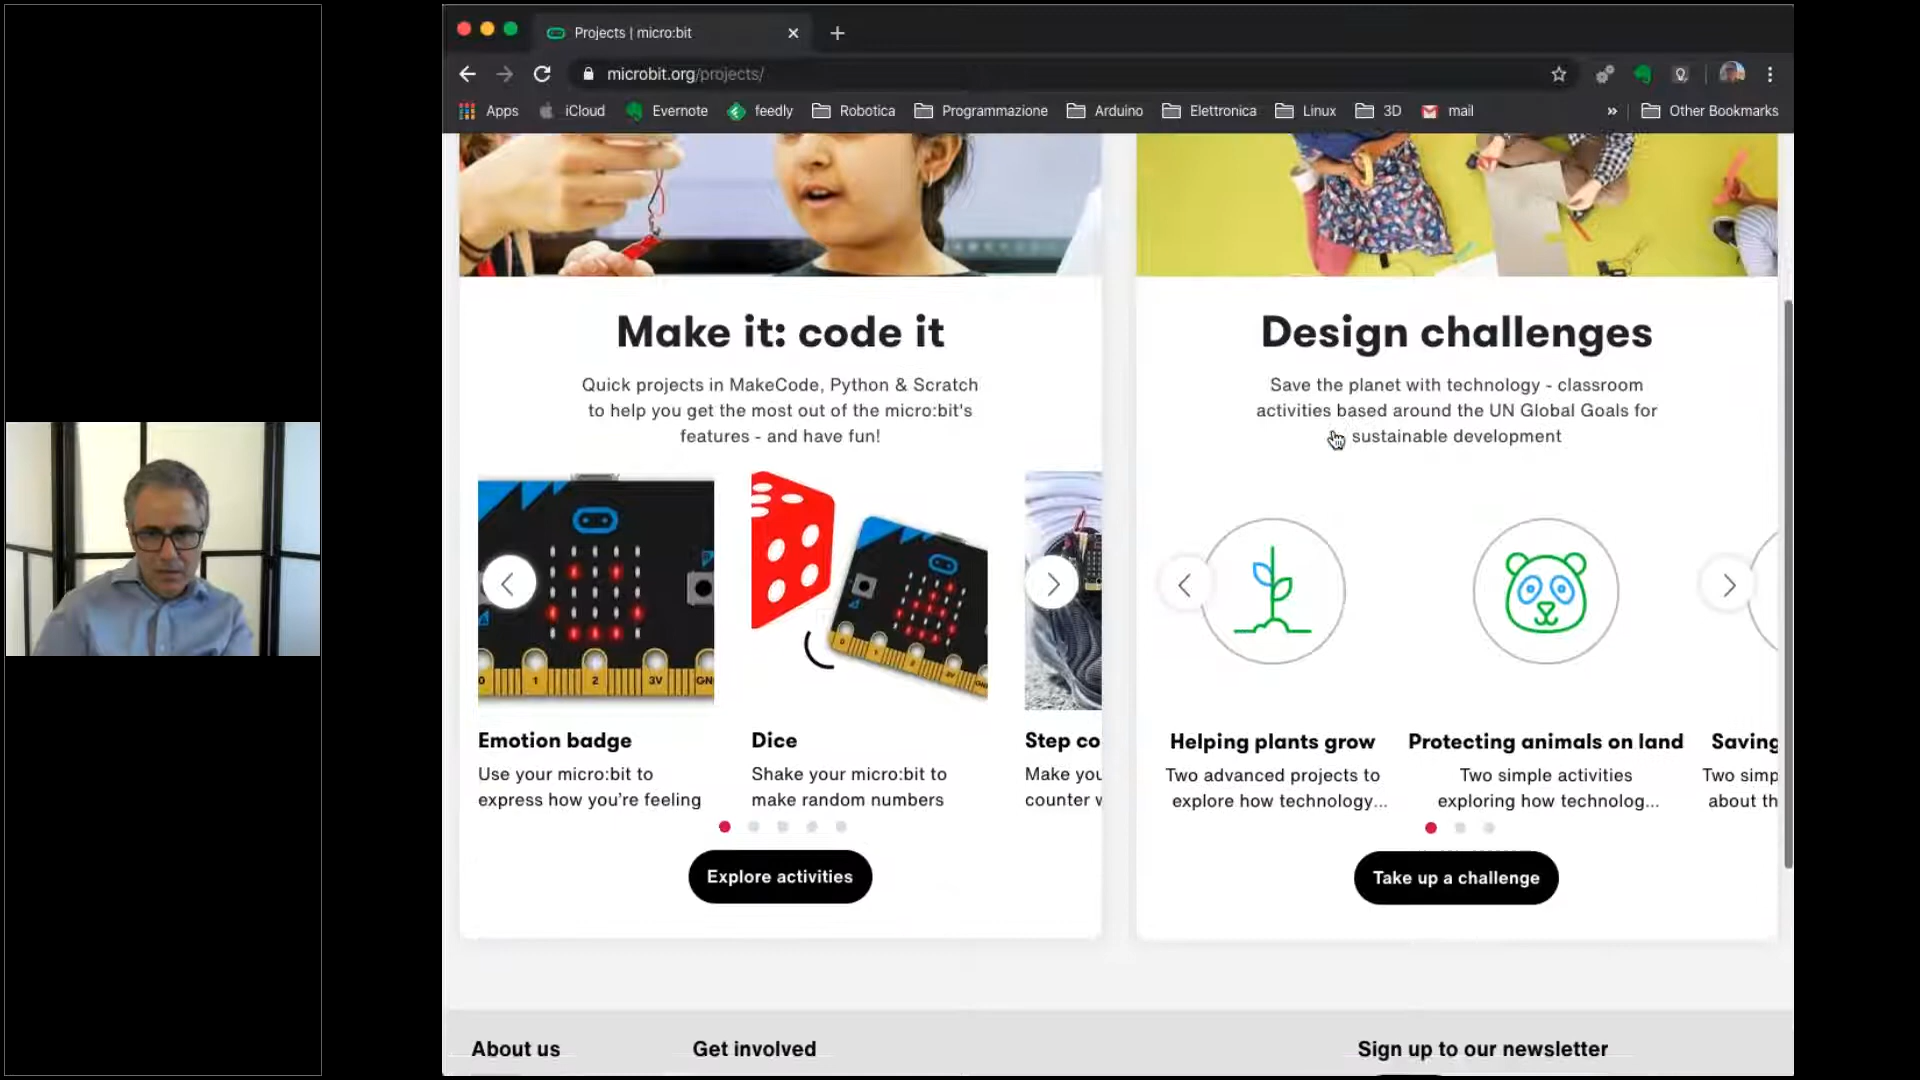 Projects | micro:bit
microbit.org/projects/
Apps iCloud Evernote feedly Robotica Programmazione Arduino Elettronica Linux 3D mail » Other Bookmarks
Make it: code it
Quick projects in MakeCode, Python & Scratch
to help you get the most out of the micro:bit's
features - and have fun!
0 1 2 3V GN
Emotion badge
Use your micro:bit to
express how you're feeling
Dice
Shake your micro:bit to
make random numbers
Step co
Make you
counter w
Explore activities
Design challenges
Save the planet with technology - classroom
activities based around the UN Global Goals for
sustainable development
Helping plants grow
Two advanced projects to
explore how technology...
Protecting animals on land
Two simple activities
exploring how technolog...
Saving
Two simp
about th
Take up a challenge
About us
Get involved
Sign up to our newsletter